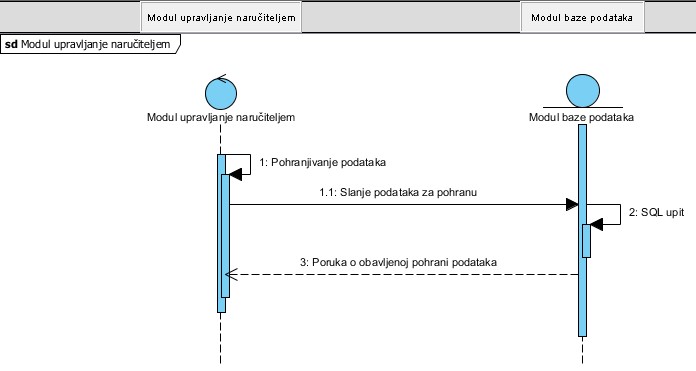 Modul upravljanje naručiteljem
Modul baze podataka
sd Modul upravljanje naručiteljem
Modul upravljanje naručiteljem
Modul baze podataka
1: Pohranjivanje podataka
1.1: Slanje podataka za pohranu
2: SQL upit
3: Poruka o obavljenoj pohrani podataka